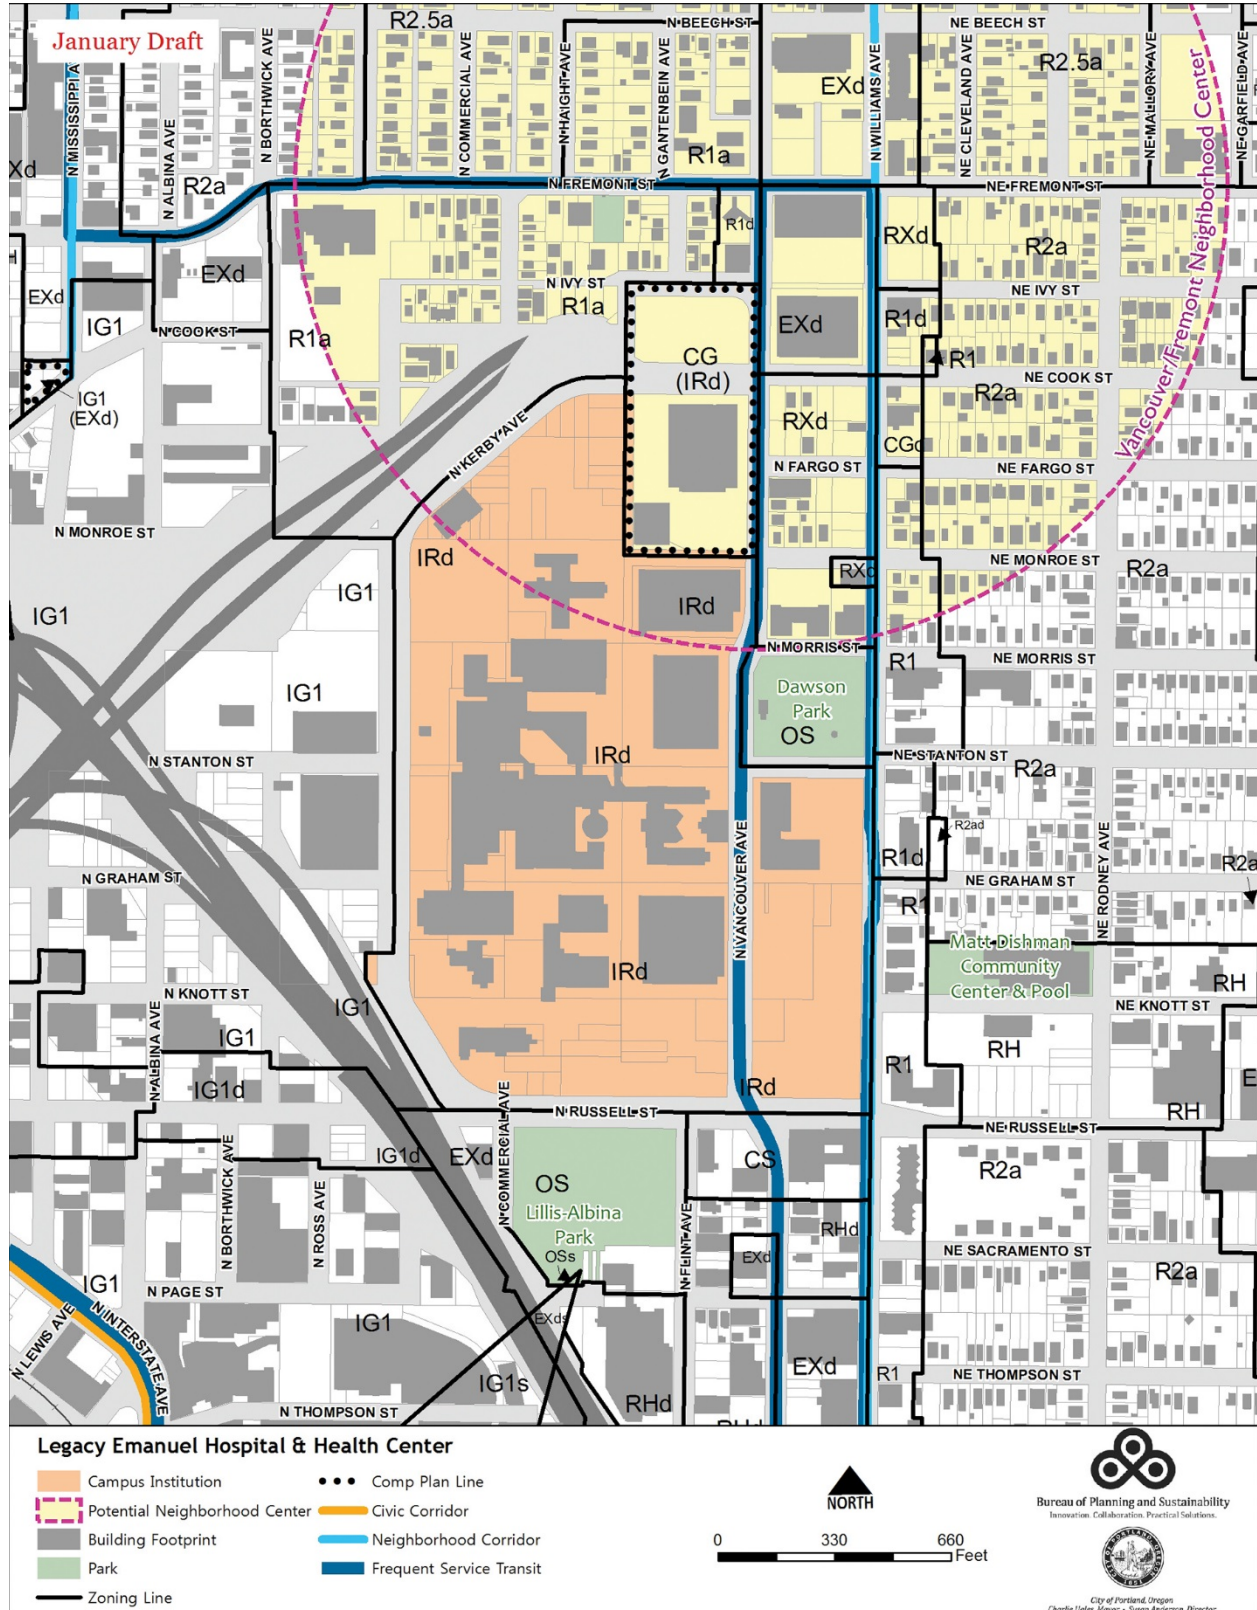 January Draft
N MISSISSIPPI AVE
N BORTHWICK AVE
R2.5a
N COMMERCIAL AVE
N HAIGHT AVE
N BEECH ST
N GANTENBEIN AVE
N WILLIAMS AVE
NE BEECH ST
NE CLEVELAND AVE
R2.5a
NE MALLORY AVE
NE GARFIELD AVE
EXd
Xd
N ALBINA AVE
R2a
R1a
N FREMONT ST
NE FREMONT ST
R1d
RXd
R2a
EXd
EXd
N IVY ST
NE IVY ST
IG1
N COOK ST
R1a
R1a
CG
(IRd)
EXd
R1d
R1
NE COOK ST
Vancouver/Fremont Neighborhood Center
IG1
(EXd)
N KERBY AVE
RXd
R2a
CGd
N FARGO ST
NE FARGO ST
N MONROE ST
IRd
IG1
IG1
IRd
RXd
NE MONROE ST
R2a
N MORRIS ST
NE MORRIS ST
R1
IG1
Dawson
Park
OS
N STANTON ST
IRd
NE STANTON ST
R2a
N VANCOUVER AVE
R2ad
R1d
NE RODNEY AVE
R2a
N GRAHAM ST
NE GRAHAM ST
R1
Matt Dishman
Community
Center & Pool
IRd
RH
N KNOTT ST
NE KNOTT ST
IG1
IG1
N ALBINA AVE
RH
R1
IG1d
IRd
RH
N RUSSELL ST
NE RUSSELL ST
N COMMERCIAL AVE
IG1d
EXd
CS
R2a
N BORTHWICK AVE
N ROSS AVE
OS
Lillis-Albina
Park
OSs
N FLINT AVE
RHd
EXd
NE SACRAMENTO ST
R2a
IG1
N PAGE ST
N INTERSTATE AVE
N LEWIS AVE
IG1
EXds
EXd
R1
NE THOMPSON ST
IG1s
RHd
N THOMPSON ST
RHd
Legacy Emanuel Hospital & Health Center
Campus Institution
Comp Plan Line
Potential Neighborhood Center
Civic Corridor
Building Footprint
Neighborhood Corridor
Park
Frequent Service Transit
Zoning Line
NORTH
0 330 660
Feet
Bureau of Planning and Sustainability
Innovation. Collaboration. Practical Solutions.
City of Portland, Oregon
Charlie Hales, Mayor • Susan Anderson, Director